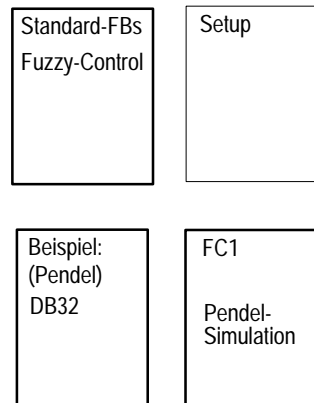 Standard-FBs
Fuzzy-Control
Setup
Beispiel:
(Pendel)
DB32
FC1
Pendel-
Simulation